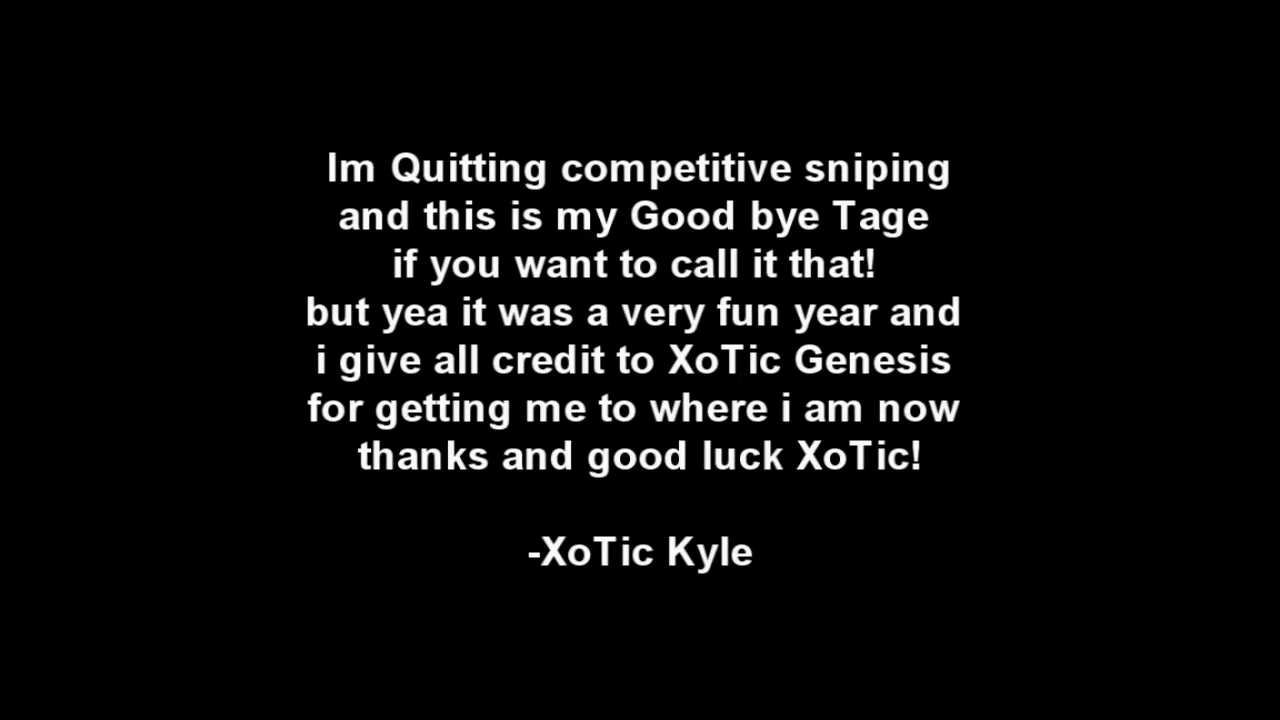 Im Quitting competitive sniping
and this is my Good bye Tage
if you want to call it that!
but yea it was a very fun year and
i give all credit to XoTic Genesis
for getting me to where i am now
thanks and good luck XoTic!
-XoTic Kyle